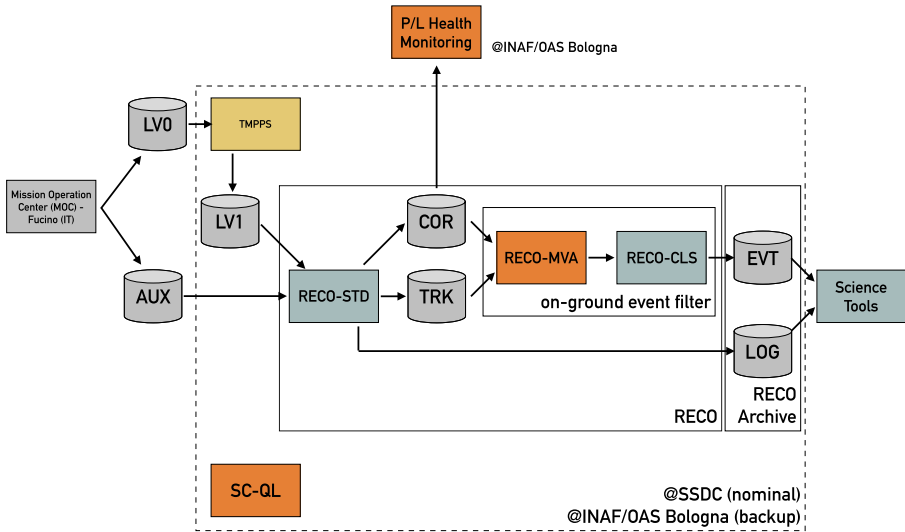 P/L Health
Monitoring
@INAF/OAS Bologna
LV0
TMPPS
Mission Operation
Center (MOC) -
Fucino (IT)
LV1
COR
RECO-MVA
RECO-CLS
EVT
AUX
RECO-STD
TRK
on-ground event filter
Science
Tools
LOG
RECO
RECO
Archive
SC-QL
@SSDC (nominal)
@INAF/OAS Bologna (backup)